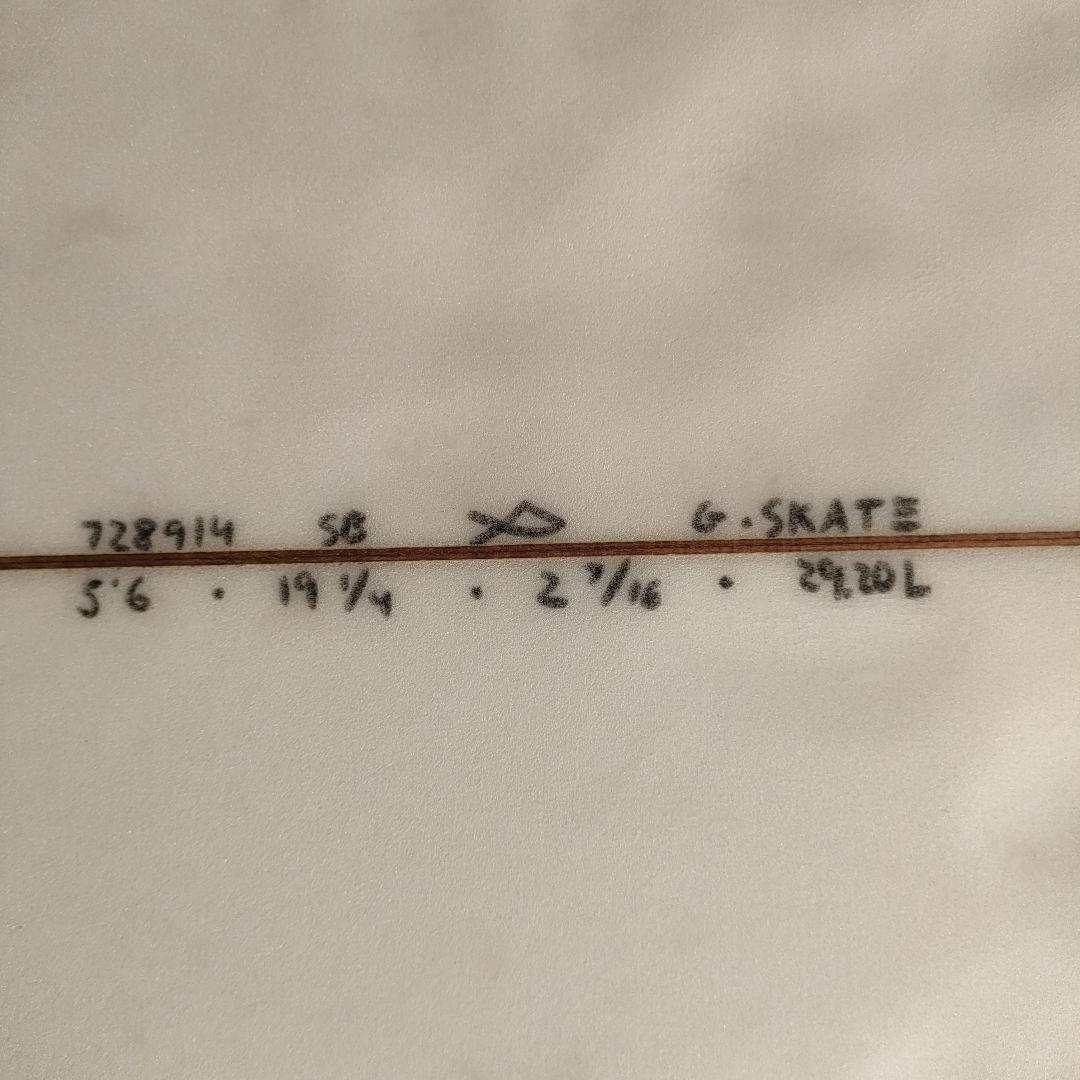 728914 SB G.SKATE
5'6 · 19 1/4 · 2 7/16 · 29,20L